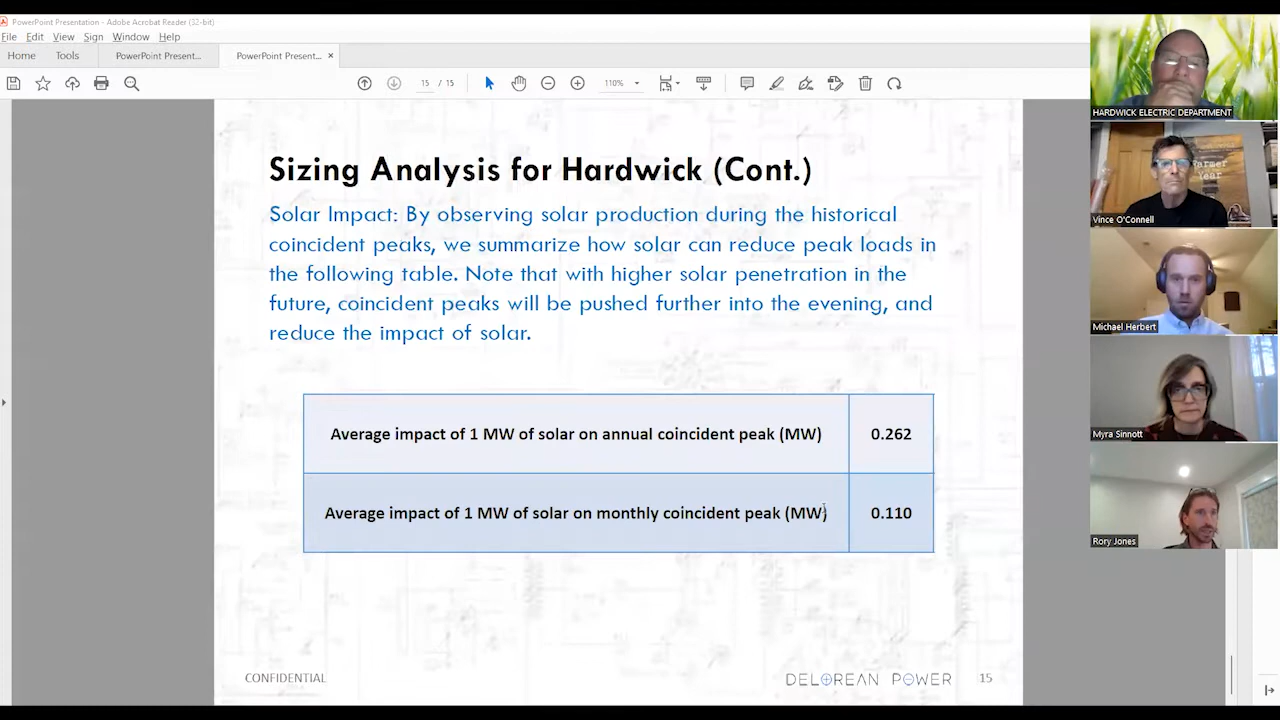 PowerPoint Presentation - Adobe Acrobat Reader (32-bit)
File Edit View Sign Window Help
Home Tools PowerPoint Present... PowerPoint Present... ×
15 / 15 110%
Sizing Analysis for Hardwick (Cont.)
Solar Impact: By observing solar production during the historical
coincident peaks, we summarize how solar can reduce peak loads in
the following table. Note that with higher solar penetration in the
future, coincident peaks will be pushed further into the evening, and
reduce the impact of solar.
Average impact of 1 MW of solar on annual coincident peak (MW) 0.262
Average impact of 1 MW of solar on monthly coincident peak (MW) 0.110
CONFIDENTIAL DELOREAN POWER 15
HARDWICK ELECTRIC DEPARTMENT
Farmer
Year
Vince O'Connell
Michael Herbert
Myra Sinnott
Rory Jones